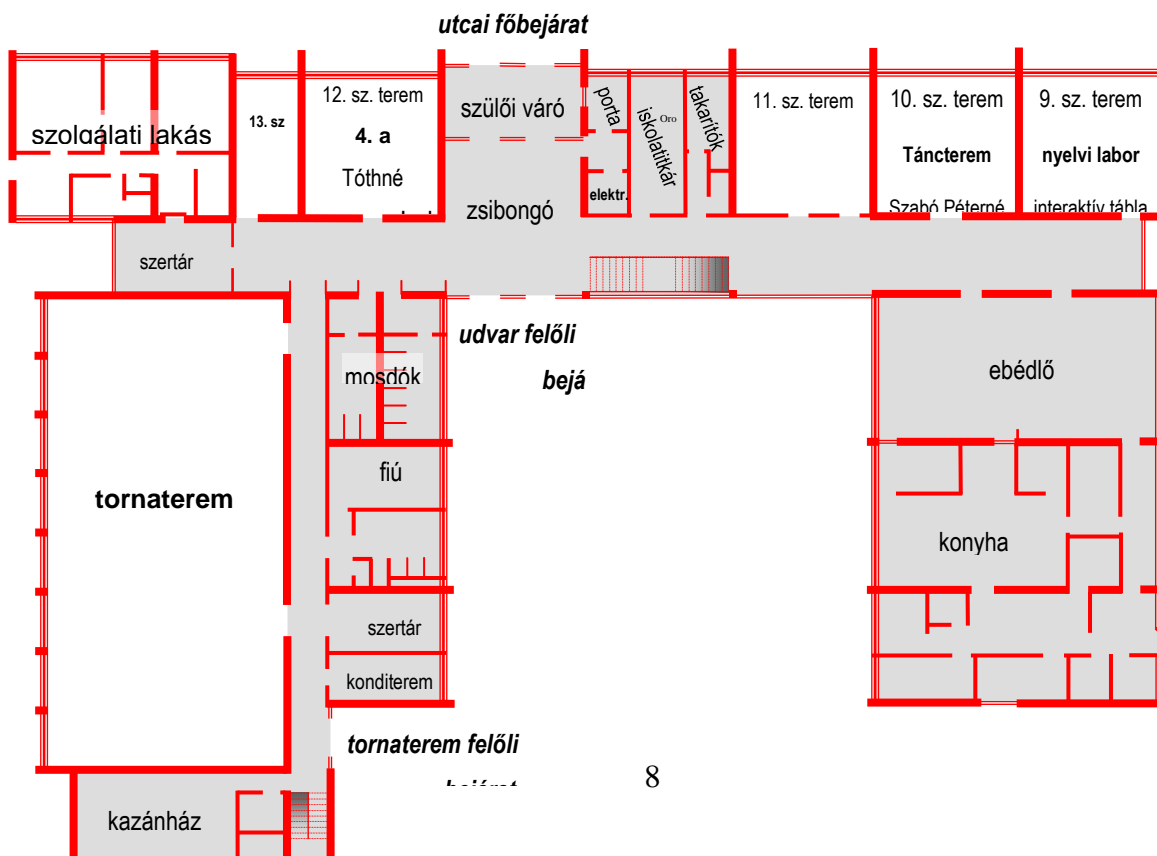 utcai főbejárat
szolgálati lakás
13. sz
12. sz. terem
4. a
Tóthné
szülői váró
zsibongó
porta
elektr.
Oro
iskolatitkár
takarítók
11. sz. terem
10. sz. terem
Táncterem
Szabó Péterné
9. sz. terem
nyelvi labor
interaktív tábla
szertár
udvar felőli
bejá
mosdók
ebédlő
fiú
tornaterem
konyha
szertár
konditerem
tornaterem felőli
bejárat
8
kazánház